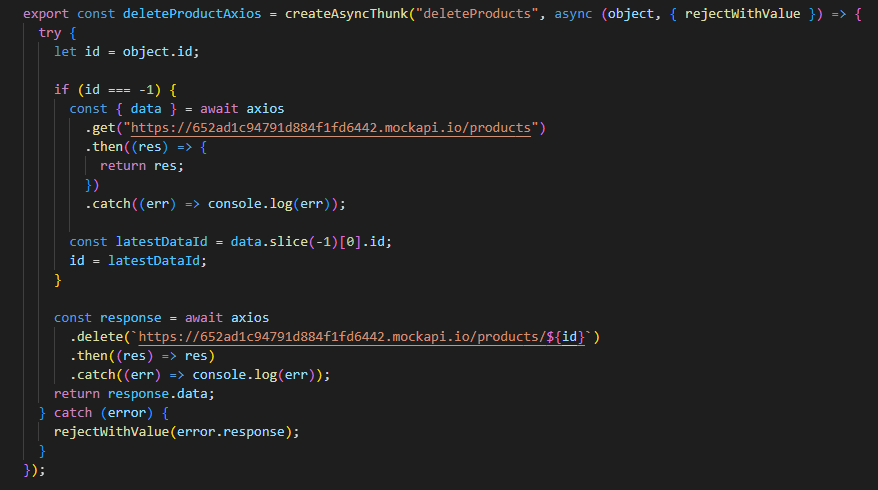 export const deleteProductAxios = createAsyncThunk("deleteProducts", async (object, { rejectWithValue }) => {
  try {
    let id = object.id;

    if (id === -1) {
      const { data } = await axios
        .get("https://652ad1c94791d884f1fd6442.mockapi.io/products")
        .then((res) => {
          return res;
        })
        .catch((err) => console.log(err));

      const latestDataId = data.slice(-1)[0].id;
      id = latestDataId;
    }

    const response = await axios
      .delete(`https://652ad1c94791d884f1fd6442.mockapi.io/products/${id}`)
      .then((res) => res)
      .catch((err) => console.log(err));
    return response.data;
  } catch (error) {
    rejectWithValue(error.response);
  }
});